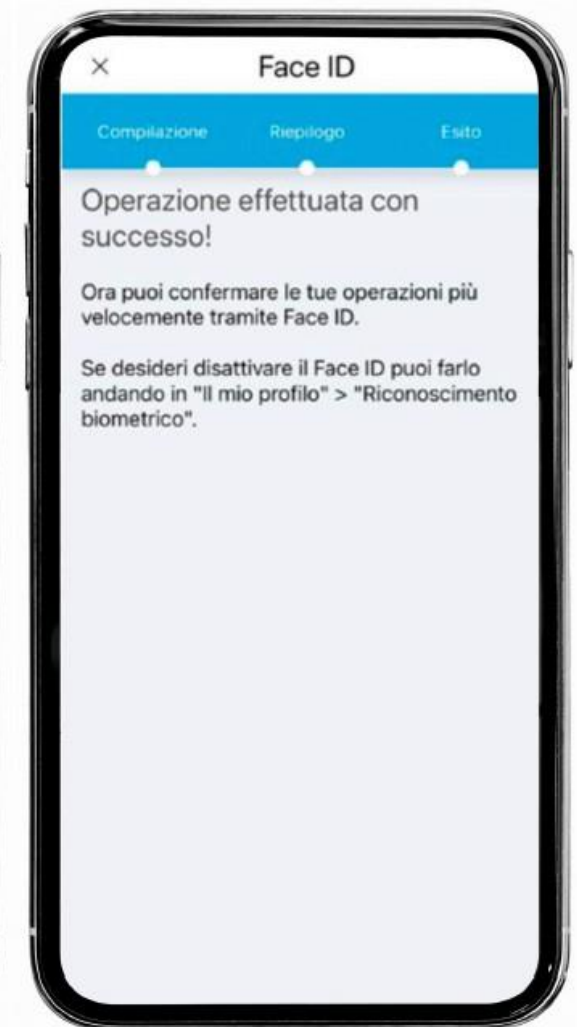 Face ID
Compilazione Riepilogo Esito
Operazione effettuata con
successo!
Ora puoi confermare le tue operazioni più
velocemente tramite Face ID.
Se desideri disattivare il Face ID puoi farlo
andando in "Il mio profilo" > "Riconoscimento
biometrico".